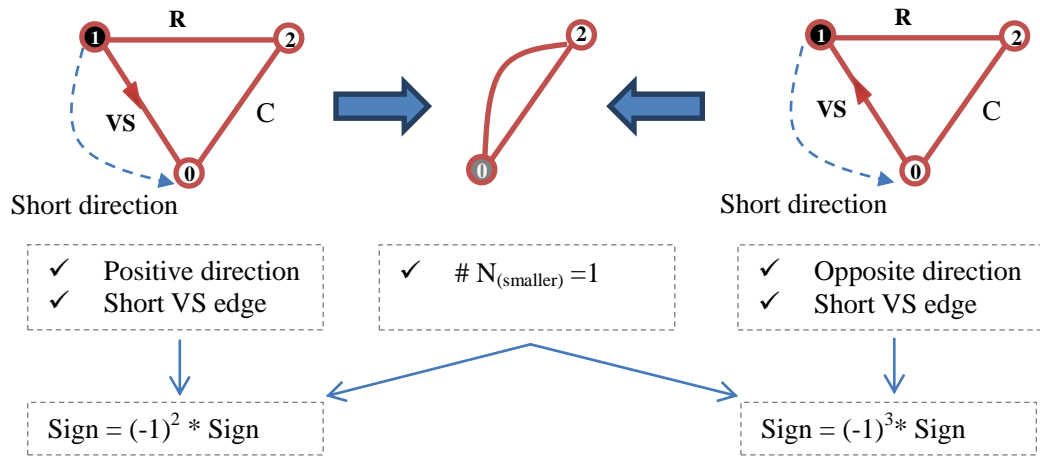 R
1
2
VS
C
0
Short direction
2
0
R
1
2
VS
C
0
Short direction
✓ Positive direction
✓ Short VS edge
✓ # N(smaller) =1
✓ Opposite direction
✓ Short VS edge
Sign = (-1)² * Sign
Sign = (-1)³* Sign